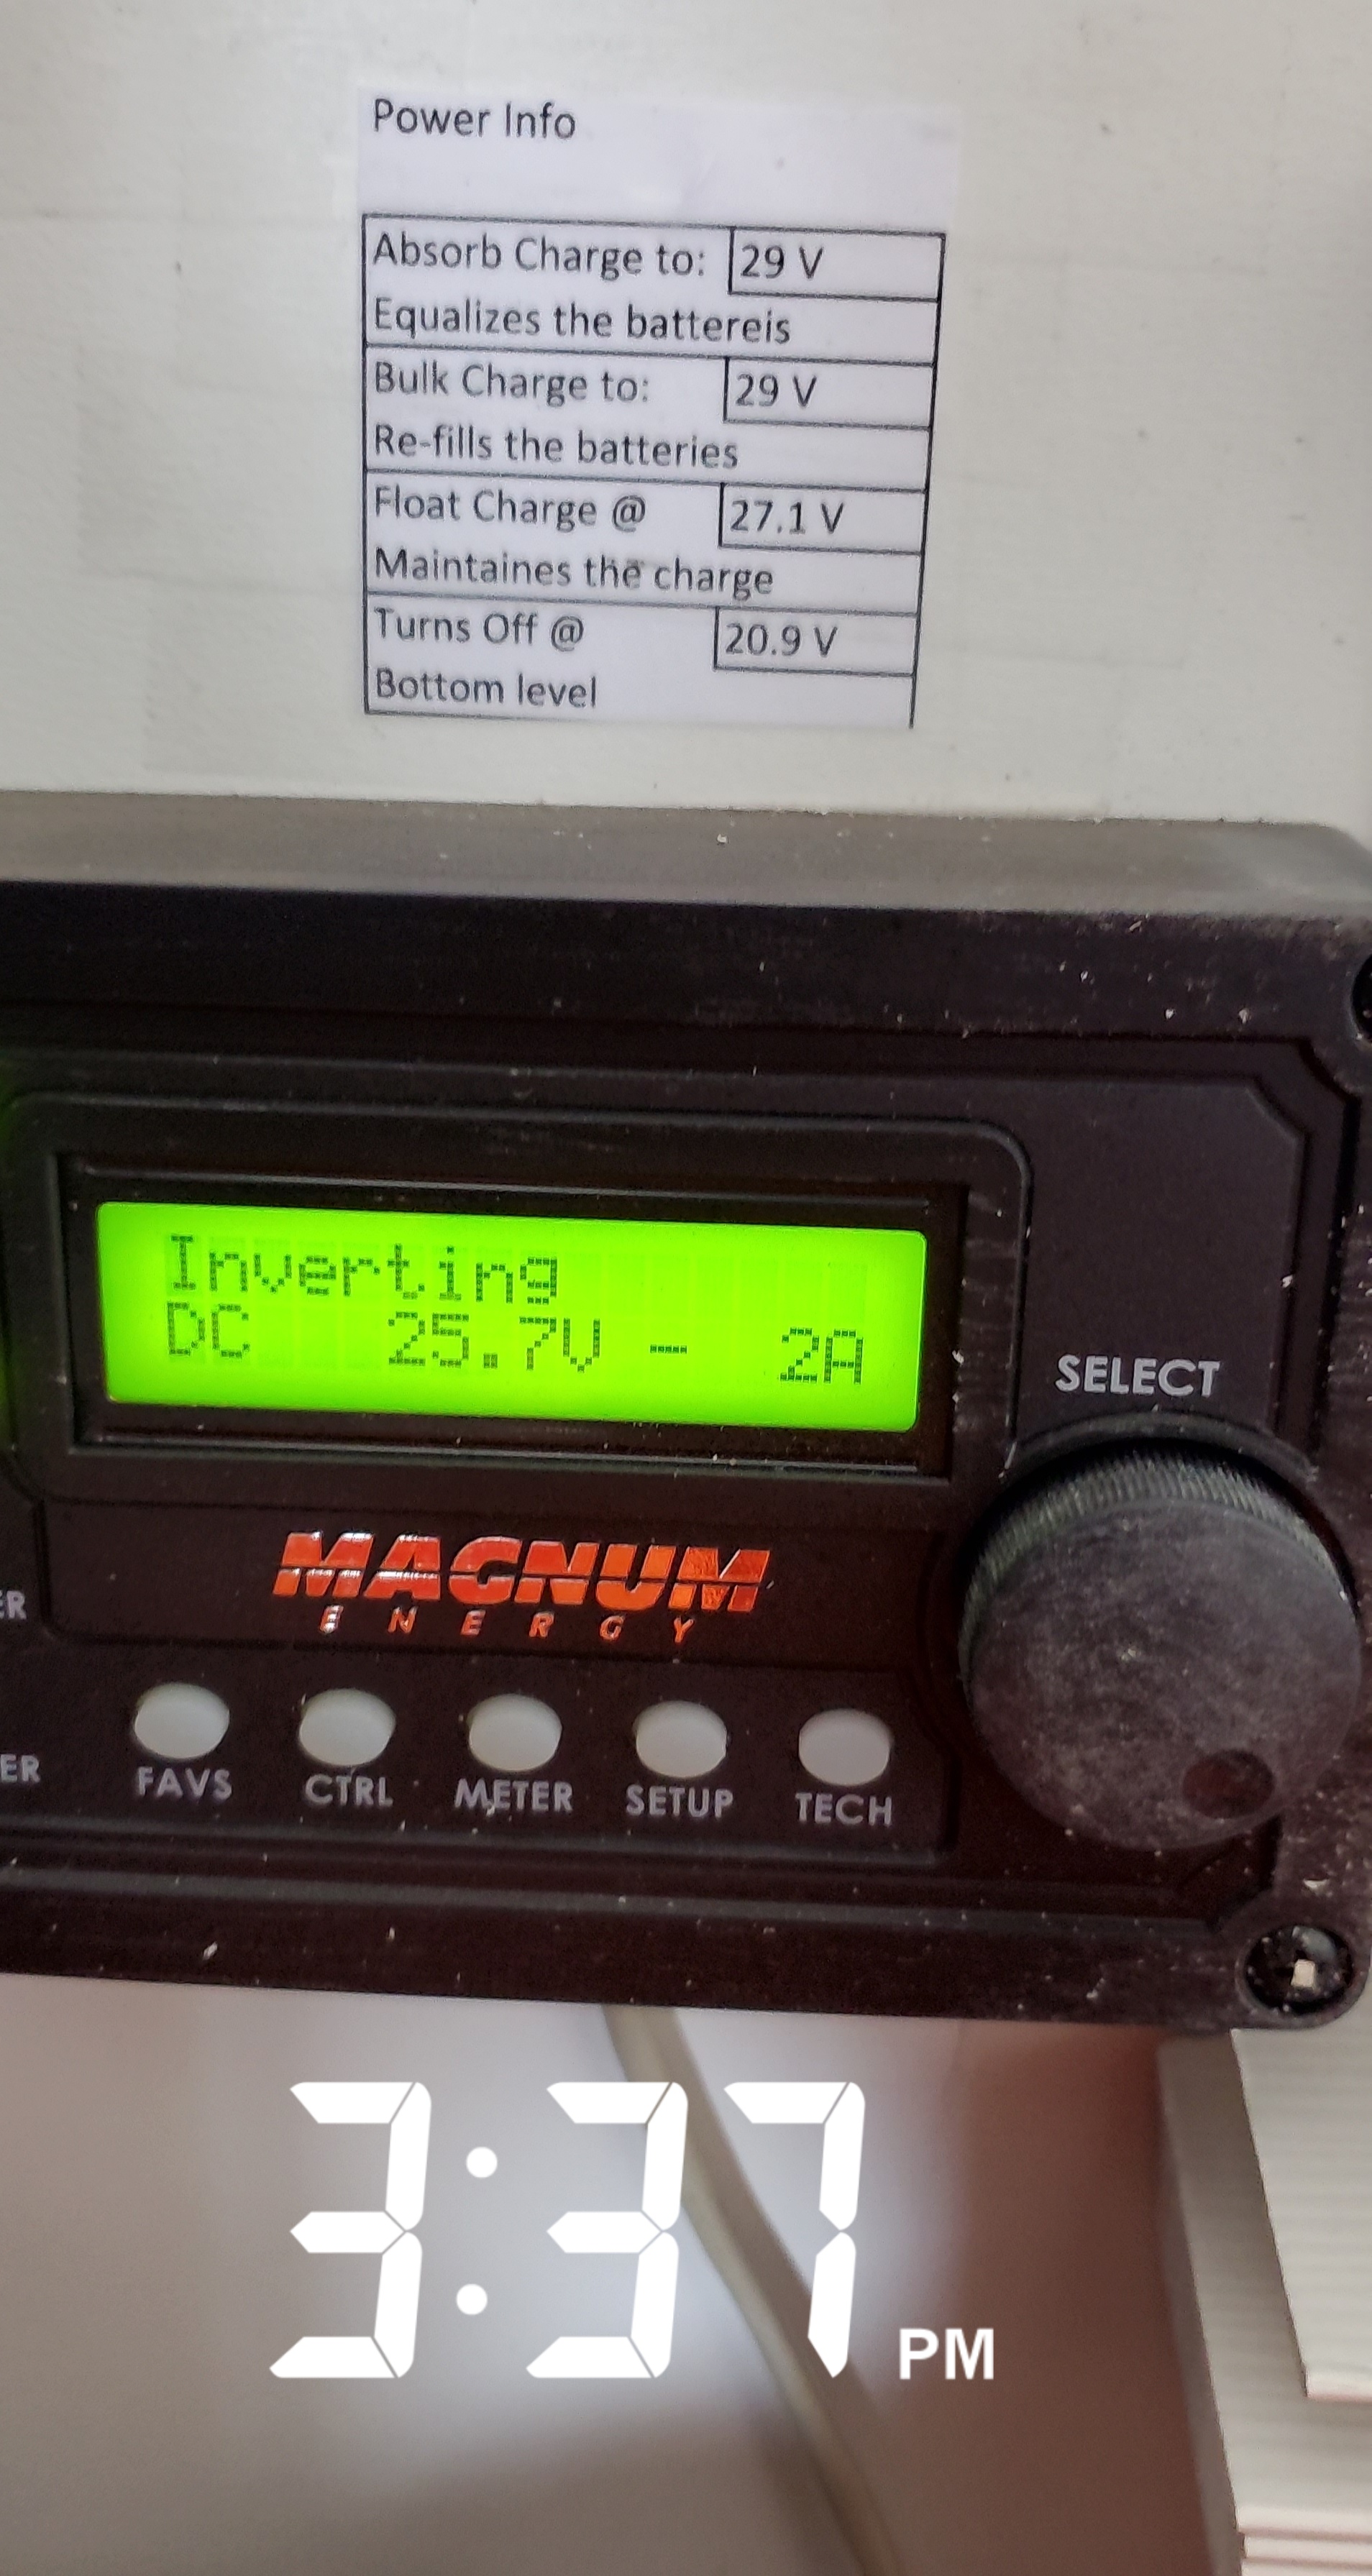 Power Info
Absorb Charge to: 29 V
Equalizes the battereis
Bulk Charge to: 29 V
Re-fills the batteries
Float Charge @ 27.1 V
Maintaines the charge
Turns Off @ 20.9 V
Bottom level
Inverting
DC 25.7V - 2A
SELECT
MAGNUM
ENERGY
ER
ER
FAVS CTRL METER SETUP TECH
3:37 PM